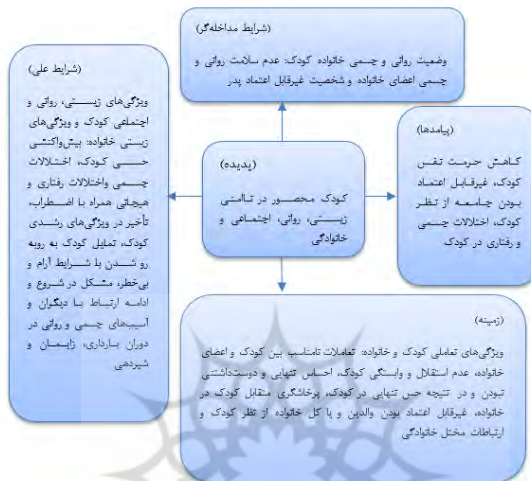 (شرایط مداخله‌گر)
وضعیت روانی و جسمی خانواده کودک: عدم سلامت روانی و
جسمی اعضای خانواده و شخصیت غیرقابل اعتماد پدر
(شرایط علی)
ویژگی‌های زیستی، روانی و
اجتماعی کودک و ویژگی‌های
زیستی خانواده: بیش‌واکنشی
حسی کودک، اختلالات
جسمی واختلالات رفتاری و
هیجانی همراه با اضطراب،
تأخیر در ویژگی‌های رشدی
کودک، تمایل کودک به روبه
رو شدن با شرایط آرام و
بی‌خطر، مشکل در شروع و
ادامه ارتباط با دیگران و
آسیب‌های جسمی و روانی در
دوران بارداری، زایمان و
شیردهی
(پدیده)
کودک محصور در ناامنی
زیستی، روانی، اجتماعی و
خانوادگی
(پیامدها)
کاهش حرمت نفس
کودک، غیرقابل اعتماد
بودن جامعه از نظر
کودک، اختلالات جسمی
و رفتاری در کودک
(زمینه)
ویژگی‌های تعاملی کودک و خانواده: تعاملات نامناسب بین کودک و اعضای
خانواده، عدم استقلال و وابستگی کودک، احساس تنهایی و دوست‌داشتنی
نبودن و در نتیجه حس تنهایی در کودک، پرخاشگری متقابل کودک در
خانواده، غیرقابل اعتماد بودن والدین و یا کل خانواده از نظر کودک و
ارتباطات مختل خانوادگی